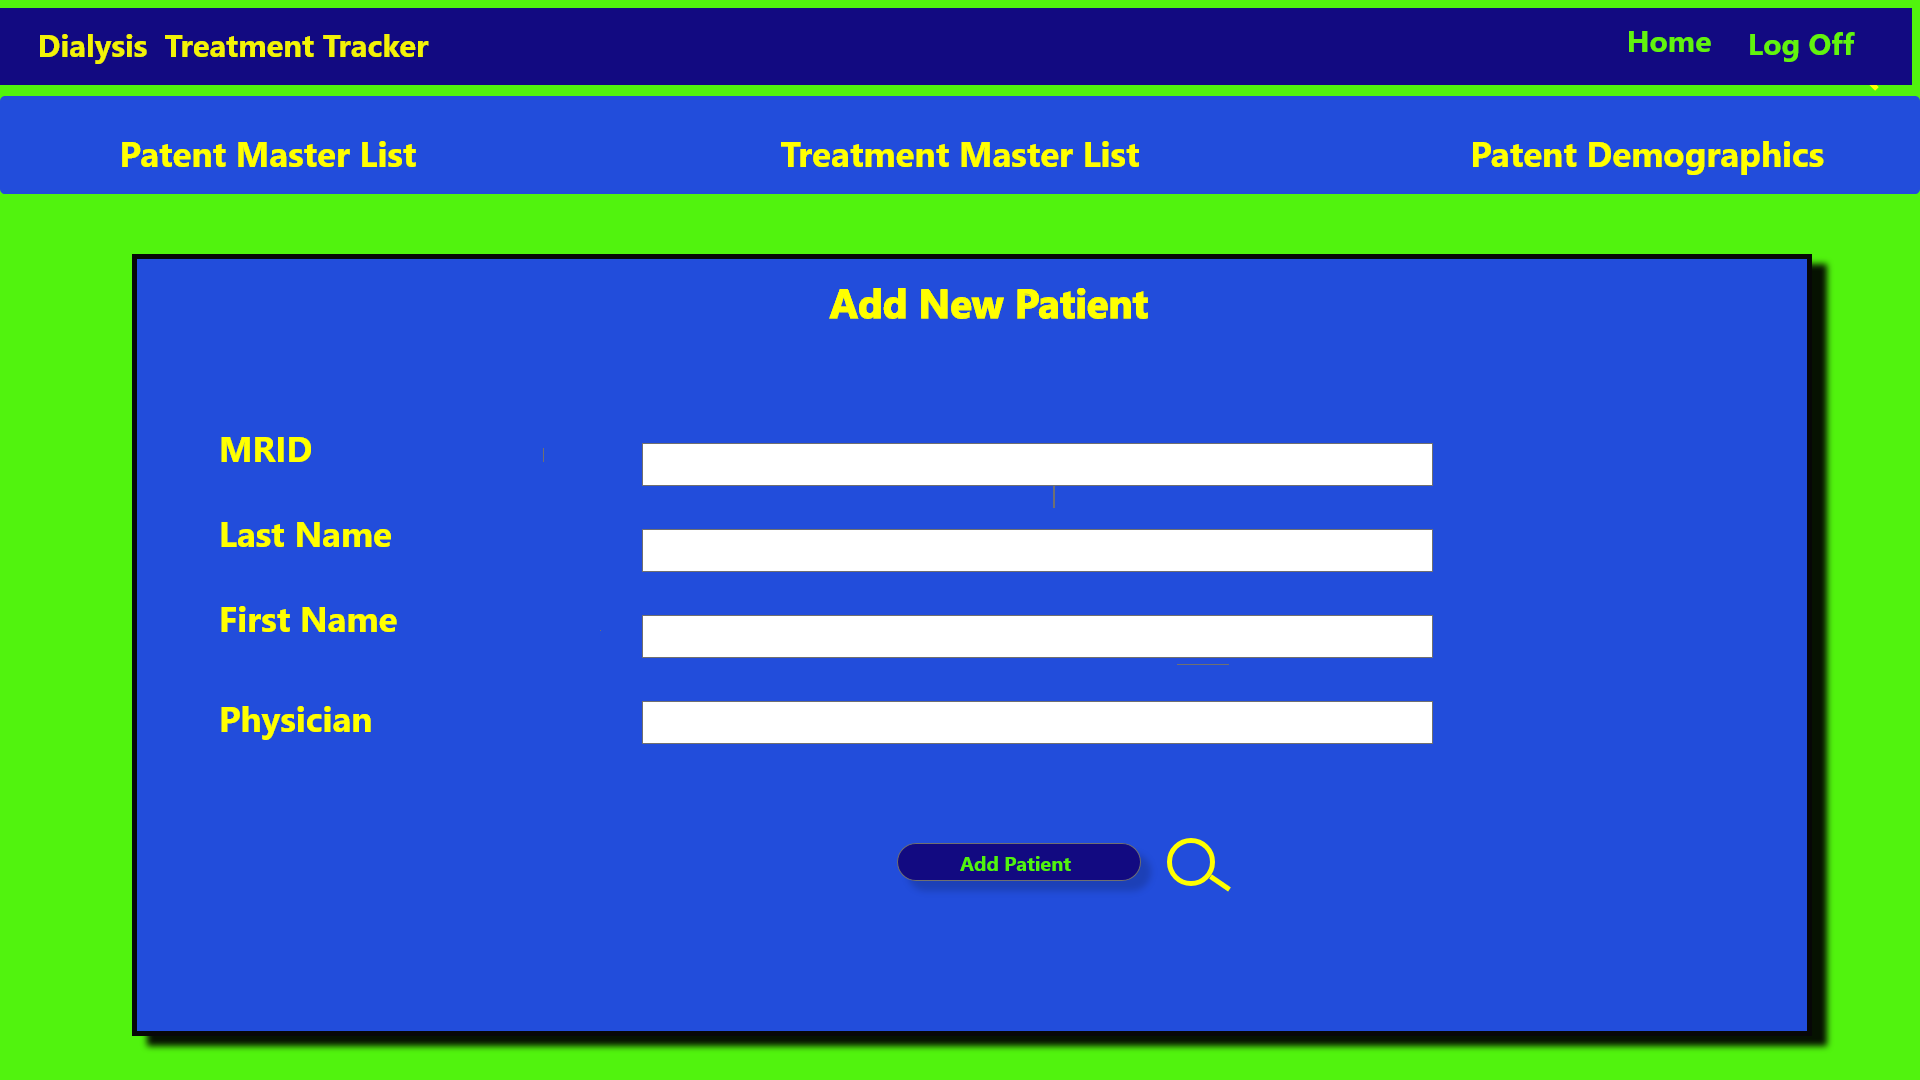 Dialysis  Treatment Tracker
Home
Log Off
Patent Master List
Treatment Master List
Patent Demographics
Add New Patient
MRID
Last Name
First Name
Physician
Add Patient